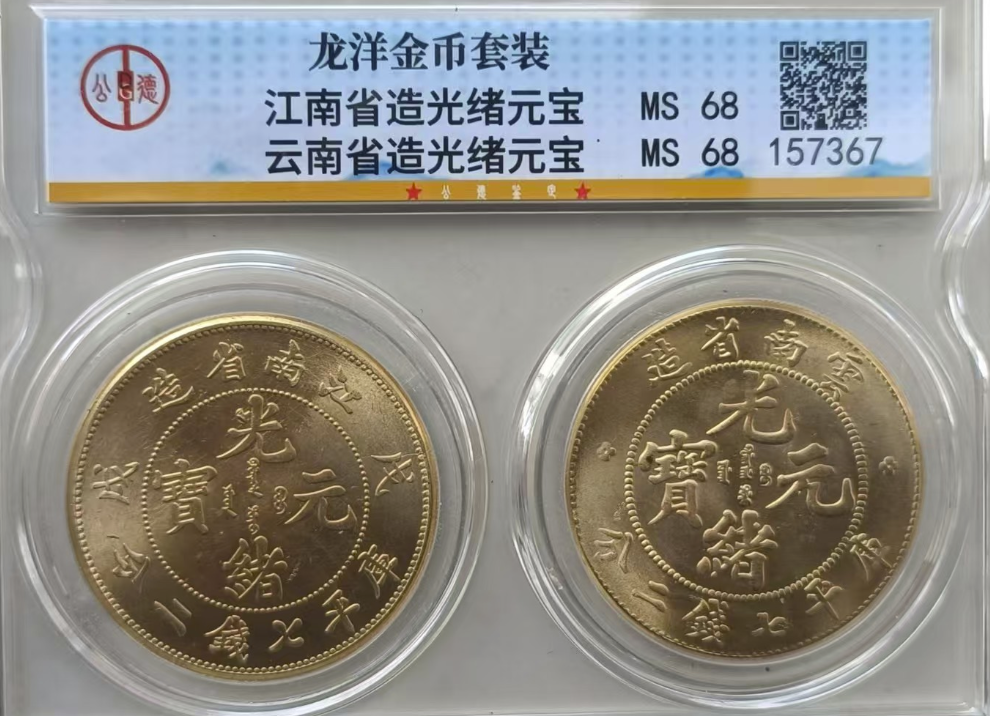 龙洋金币套装
江南省造光绪元宝 MS 68
云南省造光绪元宝 MS 68 157367
公德
公德鉴定
江南省造
戊戌
光緒元寶
庫平七錢二分
雲南省造
光緒元寶
庫平七錢二分